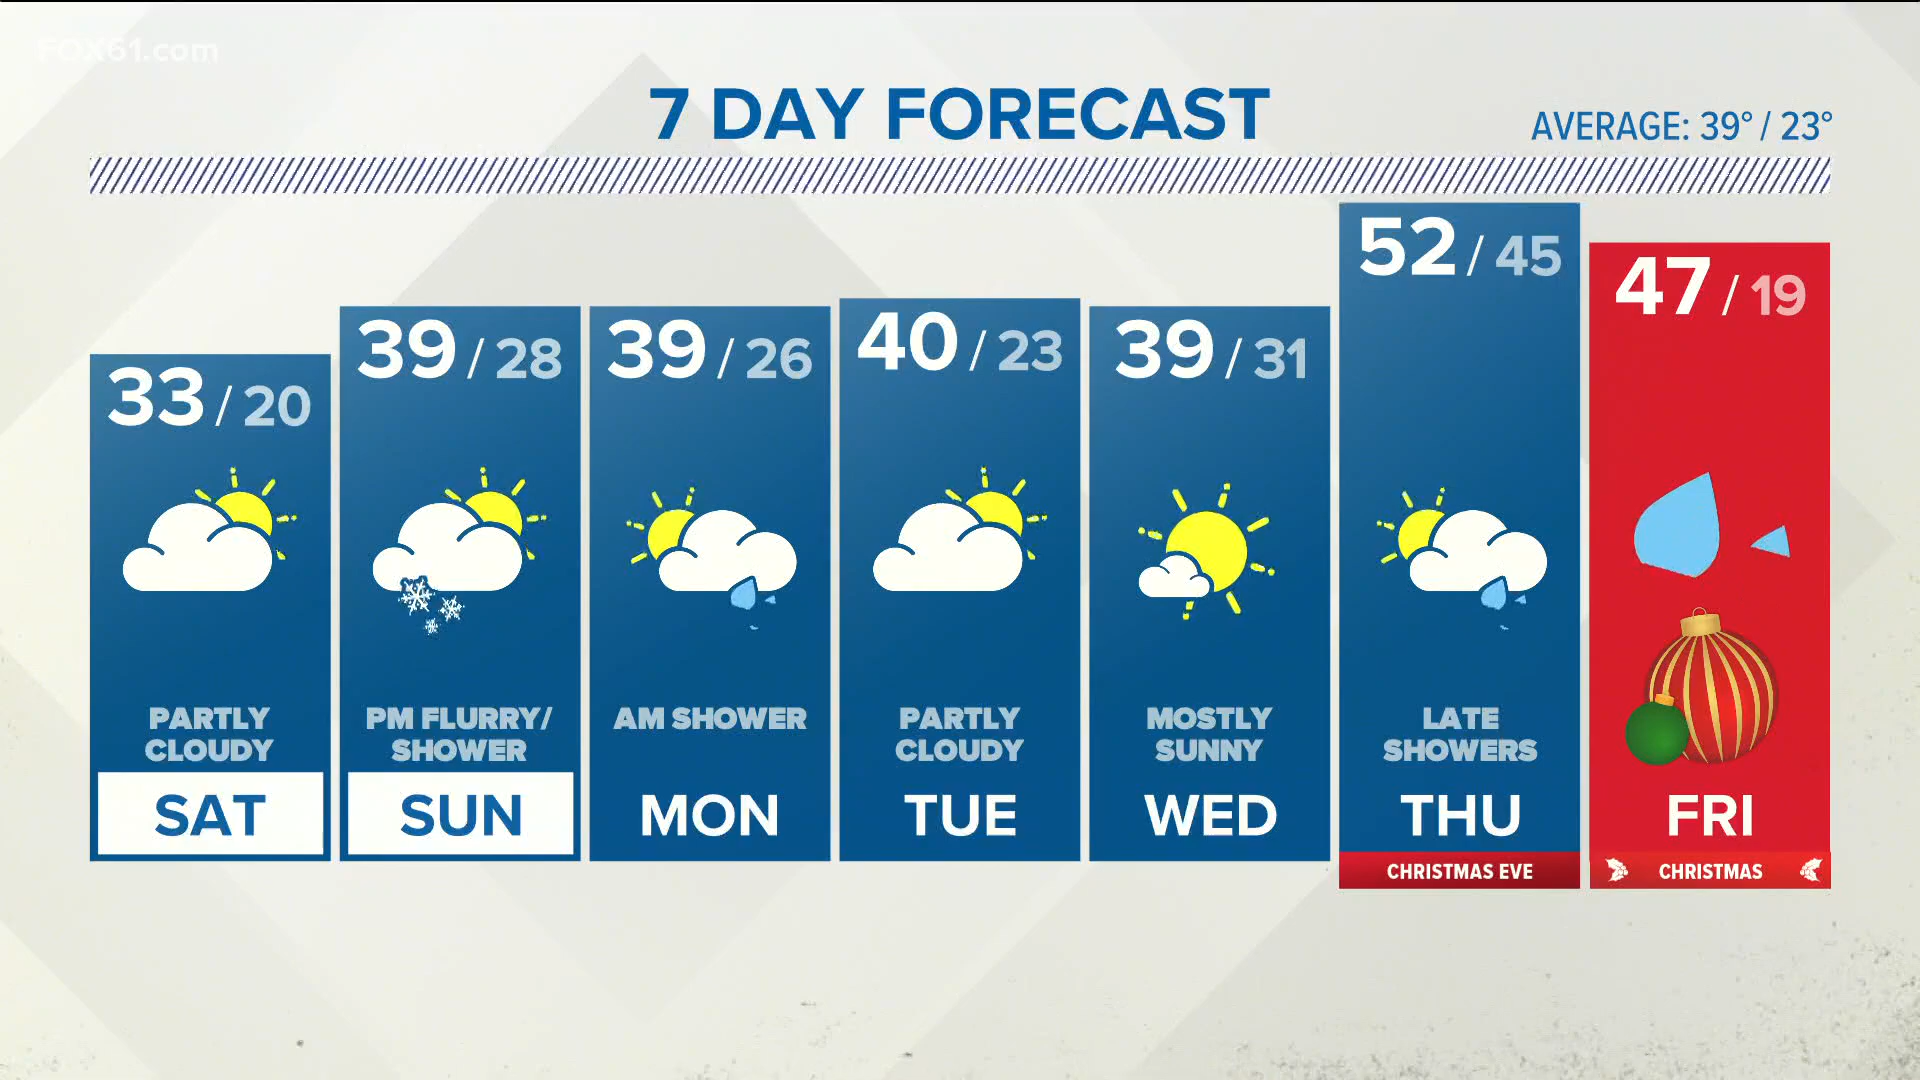 FOX61.com
7 DAY FORECAST
AVERAGE: 39° / 23°
33 / 20
PARTLY
CLOUDY
SAT
39 / 28
PM FLURRY/
SHOWER
SUN
39 / 26
AM SHOWER
MON
40 / 23
PARTLY
CLOUDY
TUE
39 / 31
MOSTLY
SUNNY
WED
52 / 45
LATE
SHOWERS
THU
CHRISTMAS EVE
47 / 19
FRI
CHRISTMAS